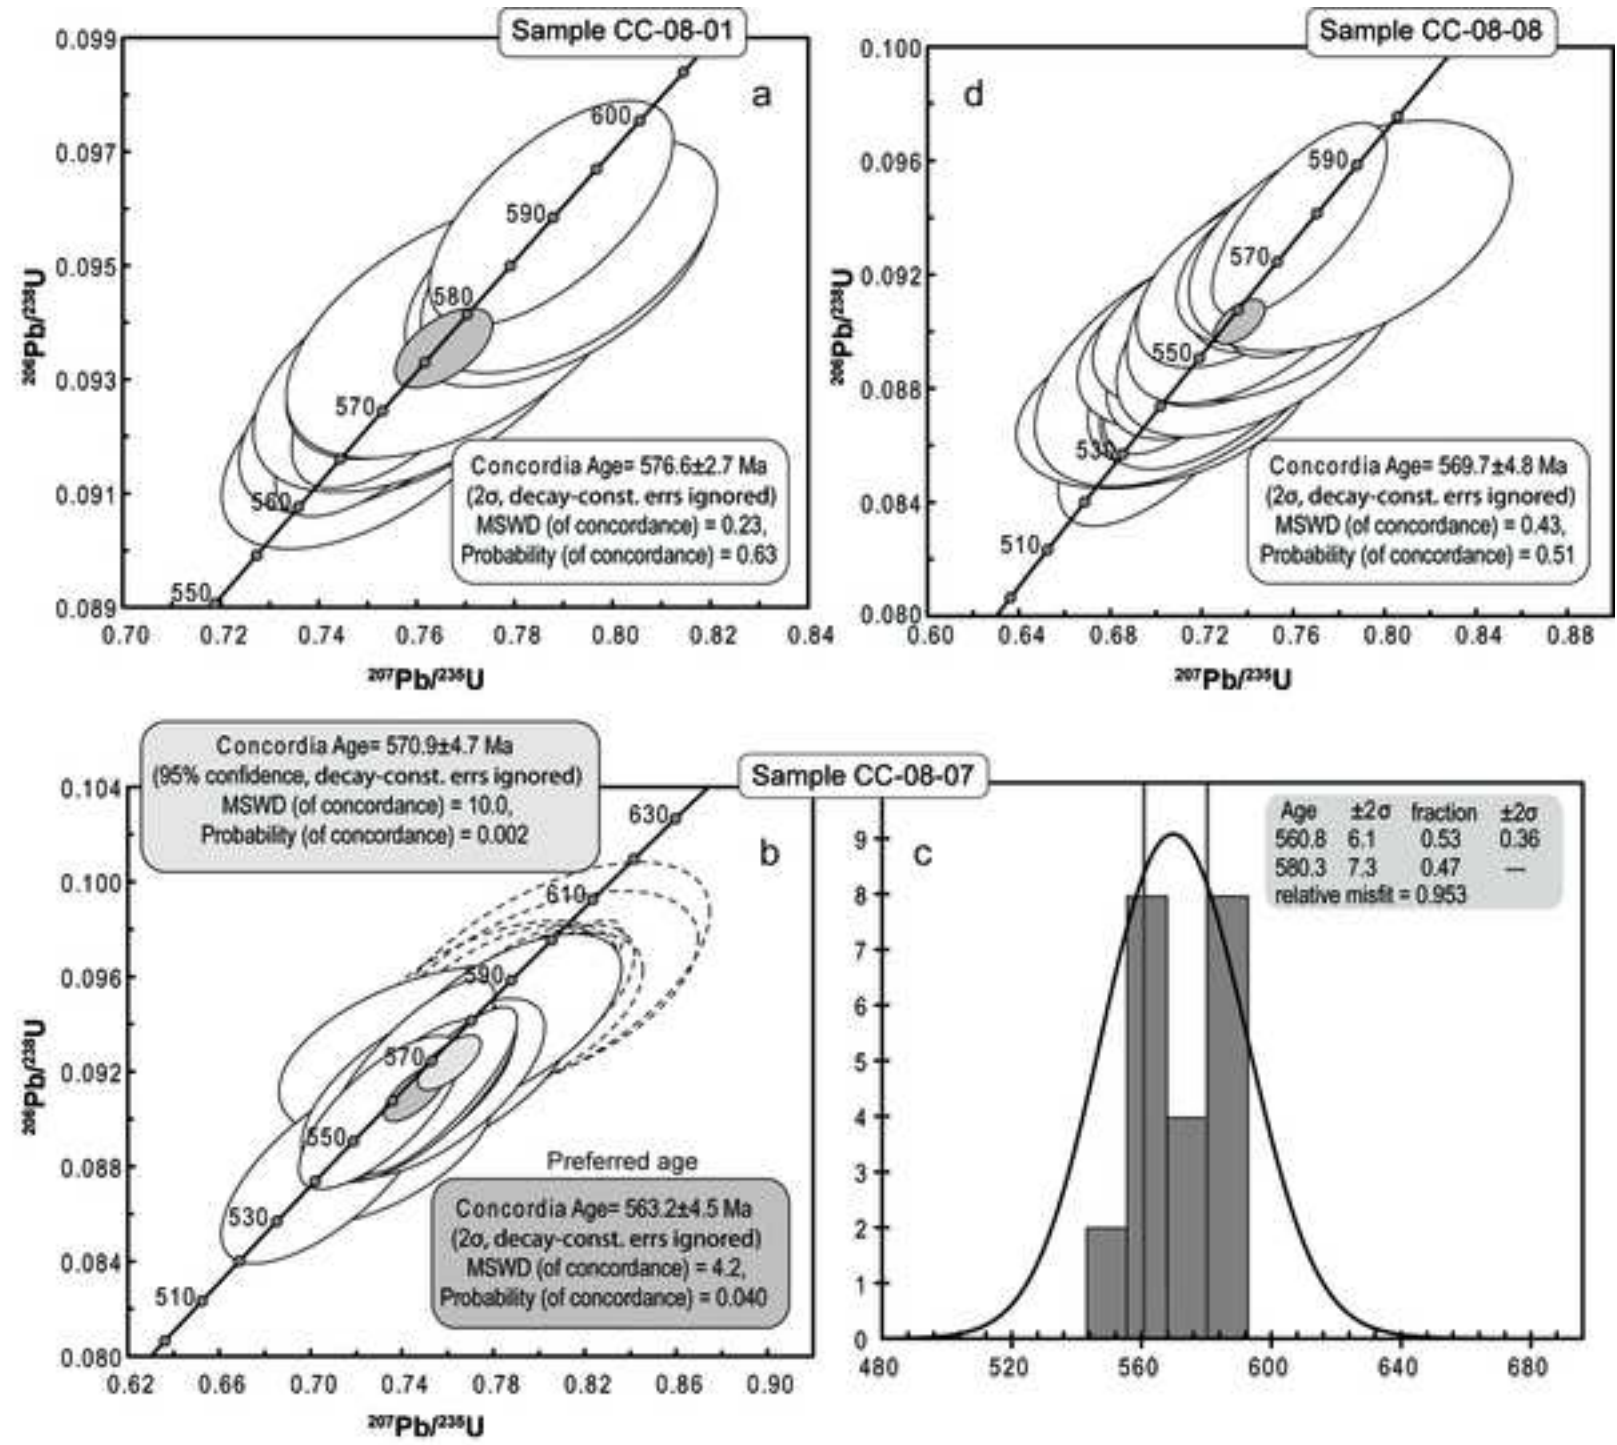 Sample CC-08-01
a
0.099
0.097
0.095
0.093
0.091
0.089
²⁰⁶Pb/²³⁸U
600
590
580
570
560
550
Concordia Age= 576.6±2.7 Ma
(2σ, decay-const. errs ignored)
MSWD (of concordance) = 0.23,
Probability (of concordance) = 0.63
0.70 0.72 0.74 0.76 0.78 0.80 0.82 0.84
²⁰⁷Pb/²³⁵U
Sample CC-08-08
d
0.100
0.096
0.092
0.088
0.084
0.080
²⁰⁶Pb/²³⁸U
590
570
550
530
510
Concordia Age= 569.7±4.8 Ma
(2σ, decay-const. errs ignored)
MSWD (of concordance) = 0.43,
Probability (of concordance) = 0.51
0.60 0.64 0.68 0.72 0.76 0.80 0.84 0.88
²⁰⁷Pb/²³⁵U
Sample CC-08-07
Concordia Age= 570.9±4.7 Ma
(95% confidence, decay-const. errs ignored)
MSWD (of concordance) = 10.0,
Probability (of concordance) = 0.002
b
0.104
0.100
0.096
0.092
0.088
0.084
0.080
²⁰⁶Pb/²³⁸U
630
610
590
570
550
530
510
Preferred age
Concordia Age= 563.2±4.5 Ma
(2σ, decay-const. errs ignored)
MSWD (of concordance) = 4.2,
Probability (of concordance) = 0.040
0.62 0.66 0.70 0.74 0.78 0.82 0.86 0.90
²⁰⁷Pb/²³⁵U
c
Age ±2σ fraction ±2σ
560.8 6.1 0.53 0.36
580.3 7.3 0.47 —
relative misfit = 0.953
9
8
7
6
5
4
3
2
1
0
480 520 560 600 640 680